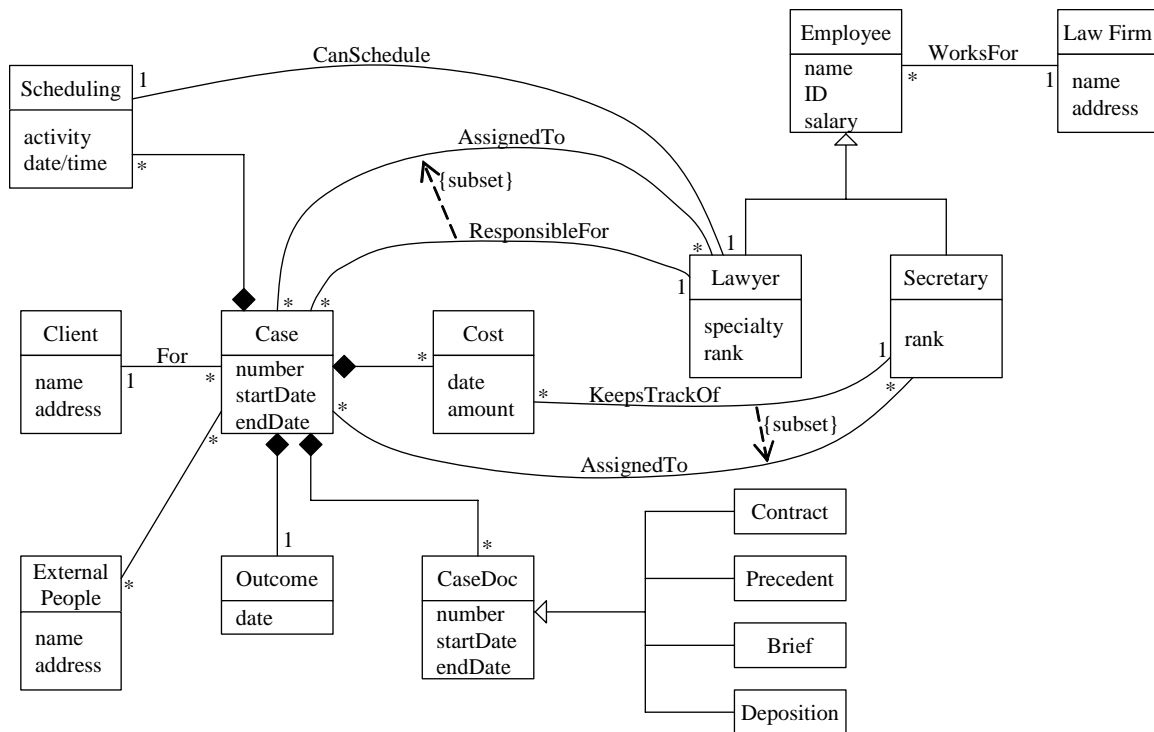 Employee
name
ID
salary
WorksFor
*
1
Law Firm
name
address
CanSchedule
Scheduling
activity
date/time
1
*
AssignedTo
{subset}
ResponsibleFor
*
1
1
*
*
Lawyer
specialty
rank
Secretary
rank
Client
name
address
For
1
*
Case
number
startDate
endDate
*
Cost
date
amount
*
KeepsTrackOf
1
*
{subset}
*
AssignedTo
*
*
External
People
name
address
1
Outcome
date
*
CaseDoc
number
startDate
endDate
Contract
Precedent
Brief
Deposition